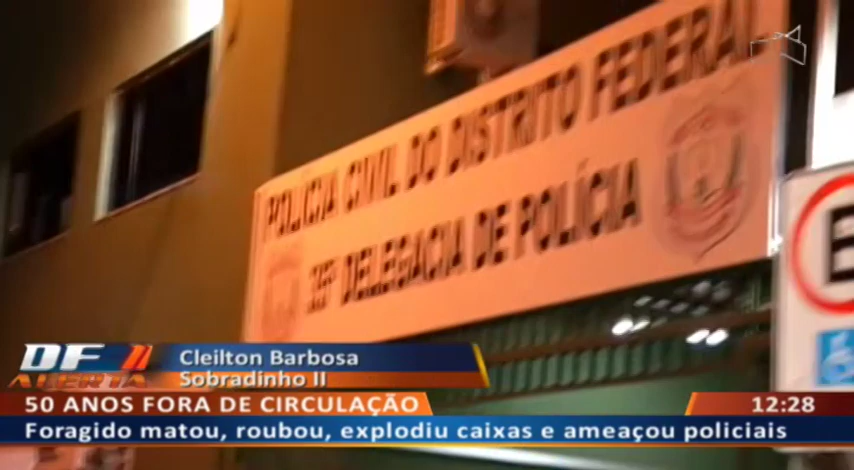 POLÍCIA CIVIL DO DISTRITO FEDERAL
35ª DELEGACIA DE POLÍCIA
E
DF ALERTA
Cleilton Barbosa
Sobradinho II
50 ANOS FORA DE CIRCULAÇÃO
12:28
Foragido matou, roubou, explodiu caixas e ameaçou policiais